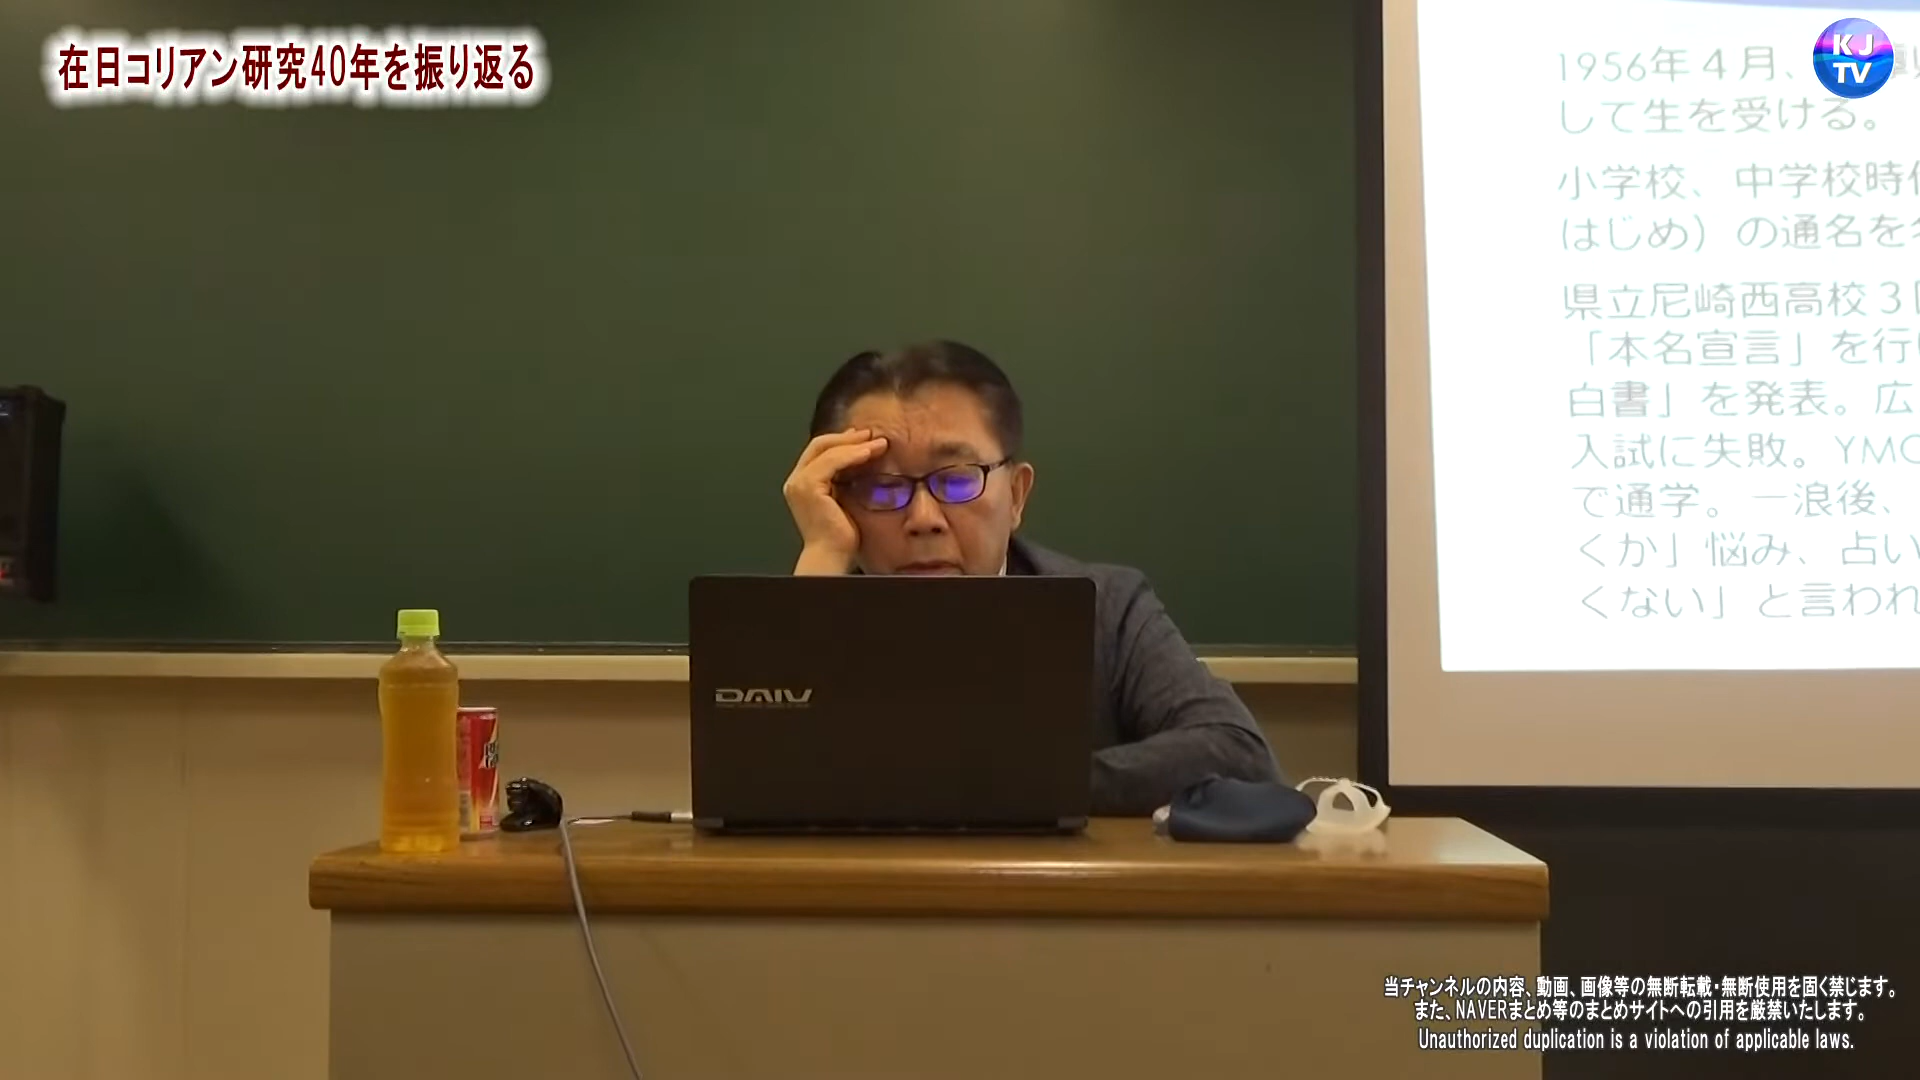 在日コリアン研究40年を振り返る
KJ
TV
1956年4月、
して生を受ける。
小学校、中学校時
はじめ）の通名を
県立尼崎西高校3
「本名宣言」を行
白書」を発表。広
入試に失敗。YMC
で通学。一浪後、
くか」悩み、占い
くない」と言われ
DAIV
当チャンネルの内容、動画、画像等の無断転載・無断使用を固く禁じます。
また、NAVERまとめ等のまとめサイトへの引用を厳禁いたします。
Unauthorized duplication is a violation of applicable laws.